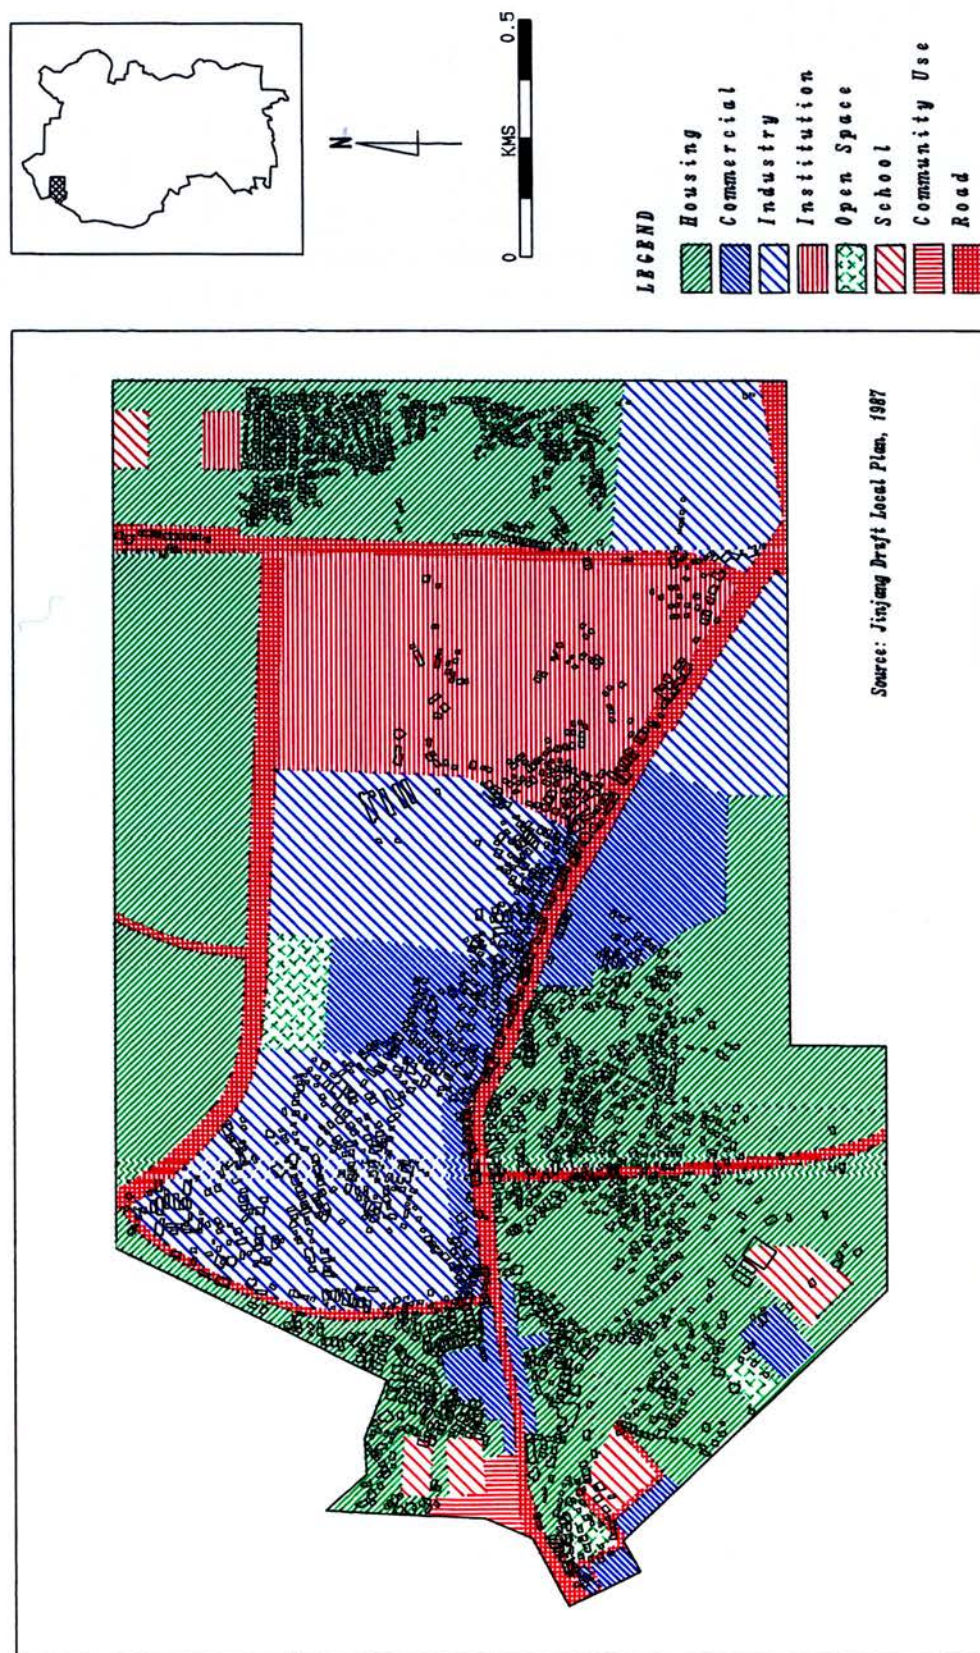 N
0 KMS 0.5
LEGEND
Housing
Commercial
Industry
Institution
Open Space
School
Community Use
Road
Source: Jinjang Draft Local Plan, 1987